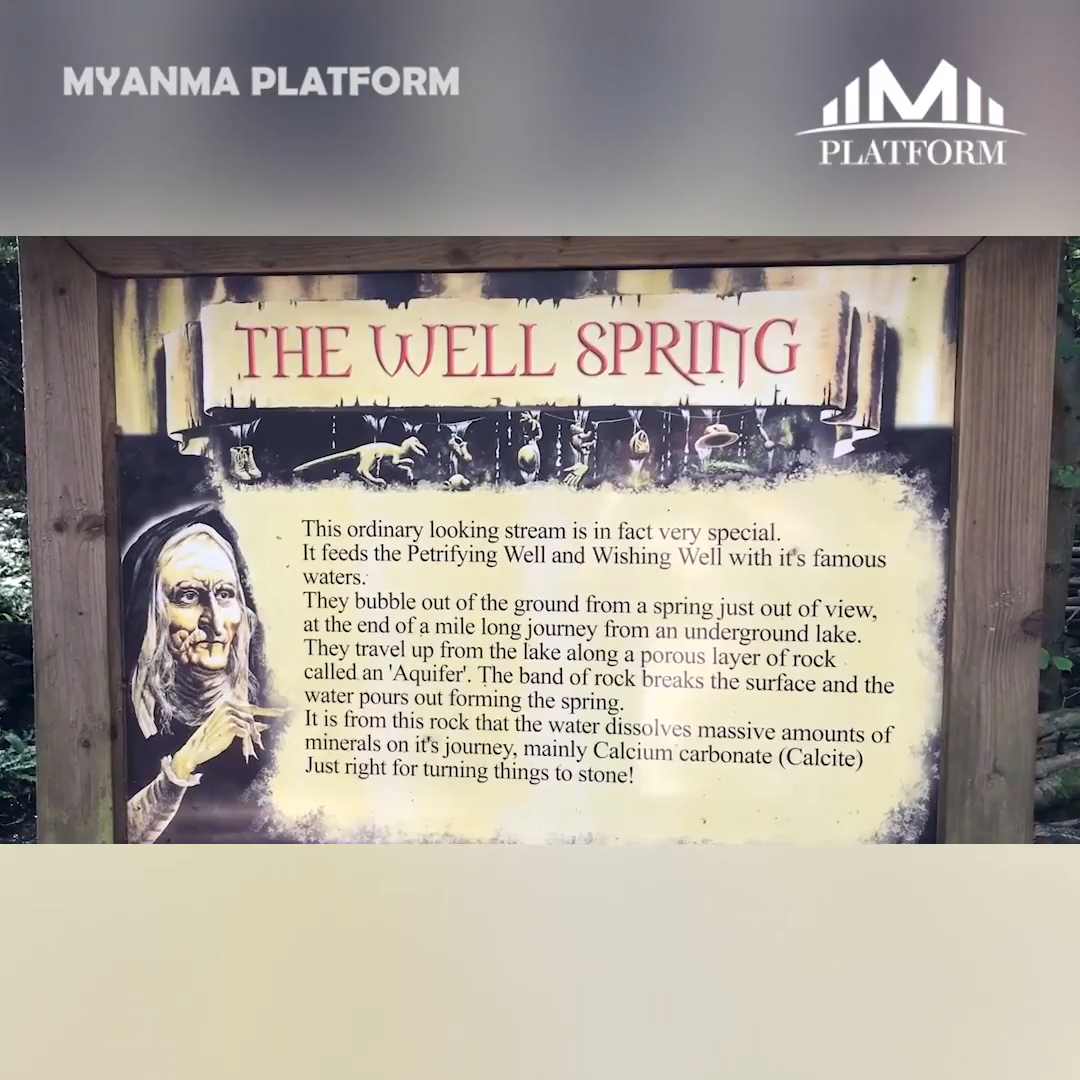 MYANMA PLATFORM
M
PLATFORM
THE WELL SPRING
This ordinary looking stream is in fact very special.
It feeds the Petrifying Well and Wishing Well with it's famous
waters.
They bubble out of the ground from a spring just out of view,
at the end of a mile long journey from an underground lake.
They travel up from the lake along a porous layer of rock
called an 'Aquifer'. The band of rock breaks the surface and the
water pours out forming the spring.
It is from this rock that the water dissolves massive amounts of
minerals on it's journey, mainly Calcium carbonate (Calcite)
Just right for turning things to stone!